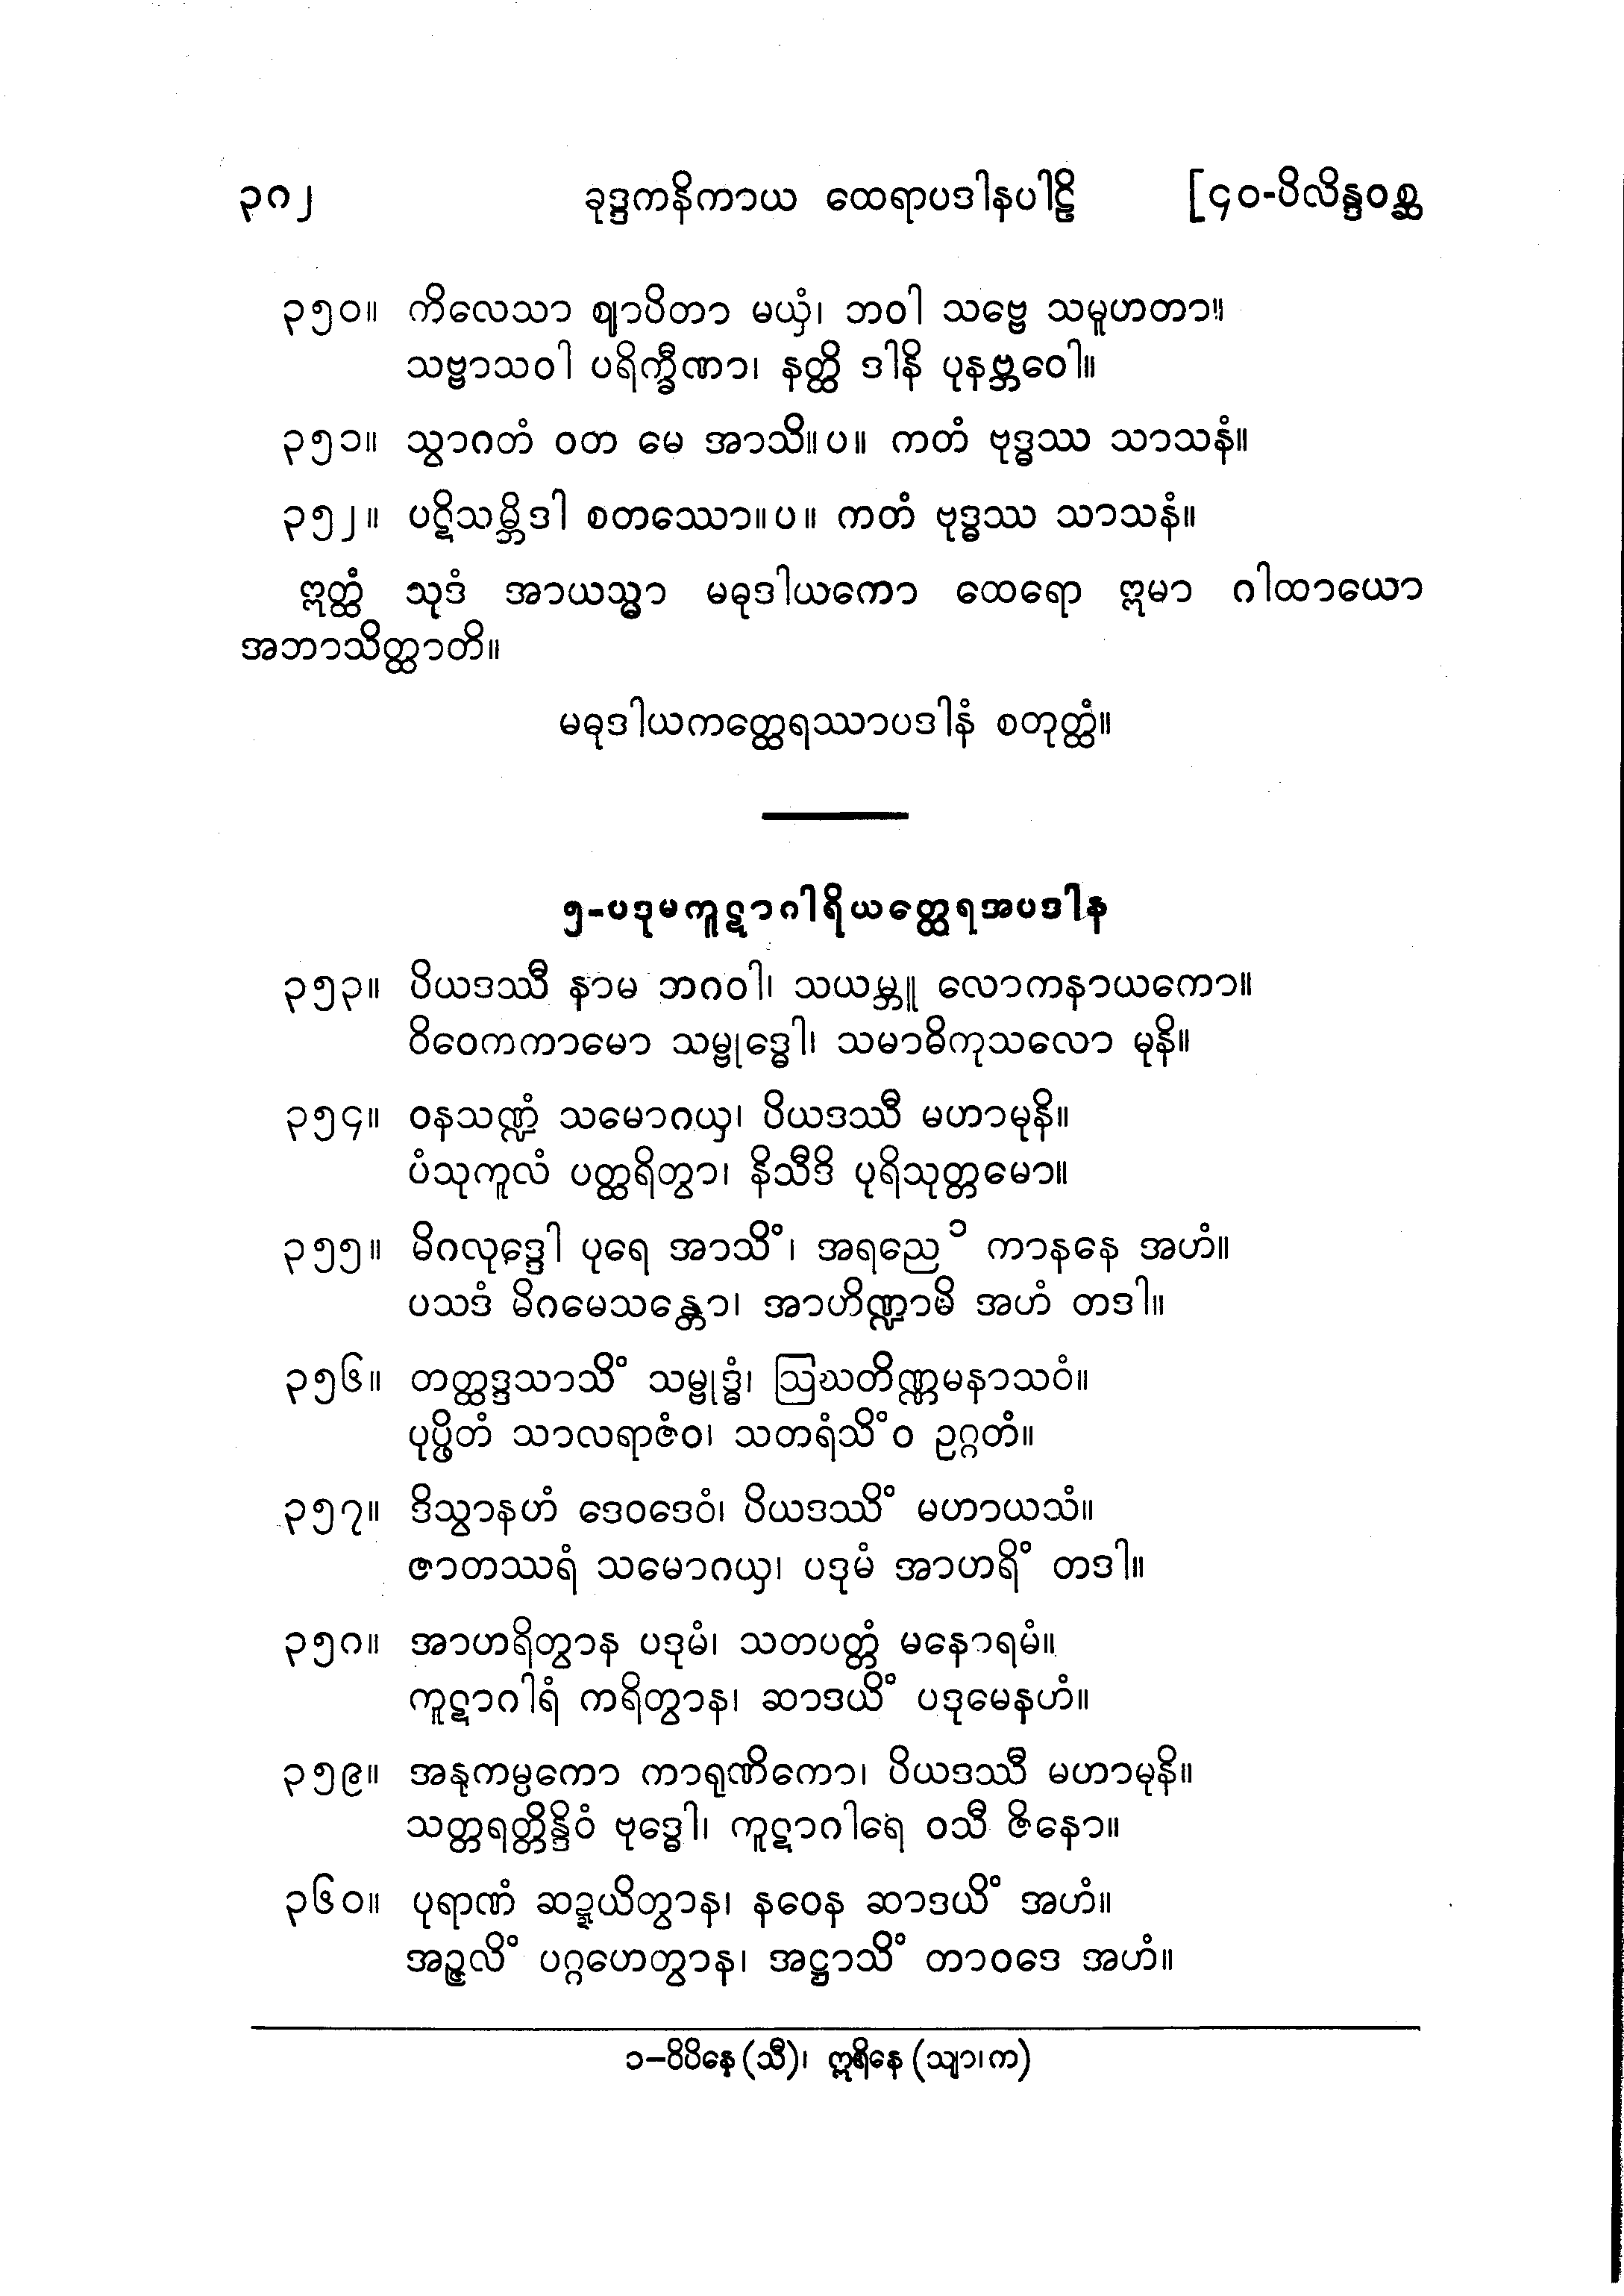 ၃၈၂ ခုဒ္ဒကနိကာယ ထေရာပဒါနပါဠိ [၄၀-ပိလိန္ဒဝစ္ဆ
၃၅၀။ ကိလေသာ ဈာပိတာ မယှံ၊ ဘဝါ သဗ္ဗေ သမူဟတာ။
သဗ္ဗာသဝါ ပရိက္ခီဏာ၊ နတ္ထိ ဒါနိ ပုနဗ္ဘဝေါ။
၃၅၁။ သွာဂတံ ဝတ မေ အာသိ။ပ။ ကတံ ဗုဒ္ဓဿ သာသနံ။
၃၅၂။ ပဋိသမ္ဘိဒါ စတဿော။ပ။ ကတံ ဗုဒ္ဓဿ သာသနံ။
ဣတ္ထံ သုဒံ အာယသ္မာ မဓုဒါယကော ထေရော ဣမာ ဂါထာယော
အဘာသိတ္ထာတိ။
မဓုဒါယကတ္ထေရဿာပဒါနံ စတုတ္ထံ။
၅-ပဒုမကူဋာဂါရိယတ္ထေရအပဒါန
၃၅၃။ ပိယဒဿီ နာမ ဘဂဝါ၊ သယမ္ဘူ လောကနာယကော။
ဝိဝေကကာမော သမ္ဗုဒ္ဓေါ၊ သမာဓိကုသလော မုနိ။
၃၅၄။ ဝနသဏ္ဍံ သမောဂယှ၊ ပိယဒဿီ မဟာမုနိ။
ပံသုကူလံ ပတ္ထရိတွာ၊ နိသီဒိ ပုရိသုတ္တမော။
၃၅၅။ မိဂလုဒ္ဒေါ ပုရေ အာသိံ၊ အရညေ ၁ ကာနနေ အဟံ။
ပသဒံ မိဂမေသန္တော၊ အာဟိဏ္ဍာမိ အဟံ တဒါ။
၃၅၆။ တတ္ထဒ္ဒသာသိံ သမ္ဗုဒ္ဓံ၊ ဩဃတိဏ္ဏမနာသဝံ။
ပုပ္ဖိတံ သာလရာဇံဝ၊ သတရံသိံဝ ဥဂ္ဂတံ။
၃၅၇။ ဒိသွာနဟံ ဒေဝဒေဝံ၊ ပိယဒဿိံ မဟာယသံ။
ဇာတဿရံ သမောဂယှ၊ ပဒုမံ အာဟရိံ တဒါ။
၃၅၈။ အာဟရိတွာန ပဒုမံ၊ သတပတ္တံ မနောရမံ။
ကူဋာဂါရံ ကရိတွာန၊ ဆာဒယိံ ပဒုမေနဟံ။
၃၅၉။ အနုကမ္ပကော ကာရုဏိကော၊ ပိယဒဿီ မဟာမုနိ။
သတ္တရတ္တိန္ဒိဝံ ဗုဒ္ဓေါ၊ ကူဋာဂါရေ ဝသီ ဇိနော။
၃၆၀။ ပုရာဏံ ဆဍ္ဍယိတွာန၊ နဝေန ဆာဒယိံ အဟံ။
အဉ္ဇလိံ ပဂ္ဂဟေတွာန၊ အဋ္ဌာသိံ တာဝဒေ အဟံ။
၁-ဝိပိနေ (သီ)၊ ဣရိနေ (သျာ၊က)